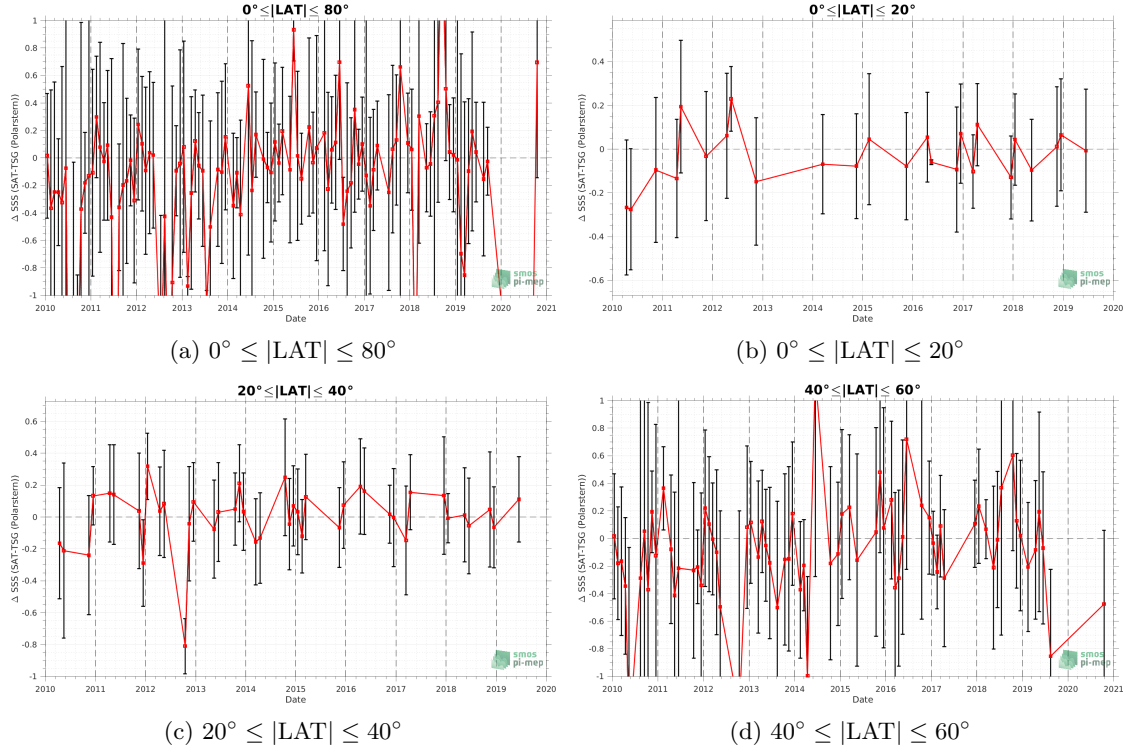 0°≤|LAT|≤ 80°
Δ SSS (SAT-TSG (Polarstern))
1
0.8
0.6
0.4
0.2
0
-0.2
-0.4
-0.6
-0.8
-1
2010 2011 2012 2013 2014 2015 2016 2017 2018 2019 2020 2021
Date
smos
pi-mep
(a) 0° ≤ |LAT| ≤ 80°
0°≤|LAT|≤ 20°
Δ SSS (SAT-TSG (Polarstern))
0.4
0.2
0
-0.2
-0.4
-0.6
2010 2011 2012 2013 2014 2015 2016 2017 2018 2019 2020
Date
smos
pi-mep
(b) 0° ≤ |LAT| ≤ 20°
20°≤|LAT|≤ 40°
Δ SSS (SAT-TSG (Polarstern))
0.6
0.4
0.2
0
-0.2
-0.4
-0.6
-0.8
-1
2010 2011 2012 2013 2014 2015 2016 2017 2018 2019 2020
Date
smos
pi-mep
(c) 20° ≤ |LAT| ≤ 40°
40°≤|LAT|≤ 60°
Δ SSS (SAT-TSG (Polarstern))
1
0.8
0.6
0.4
0.2
0
-0.2
-0.4
-0.6
-0.8
-1
2010 2011 2012 2013 2014 2015 2016 2017 2018 2019 2020 2021
Date
smos
pi-mep
(d) 40° ≤ |LAT| ≤ 60°